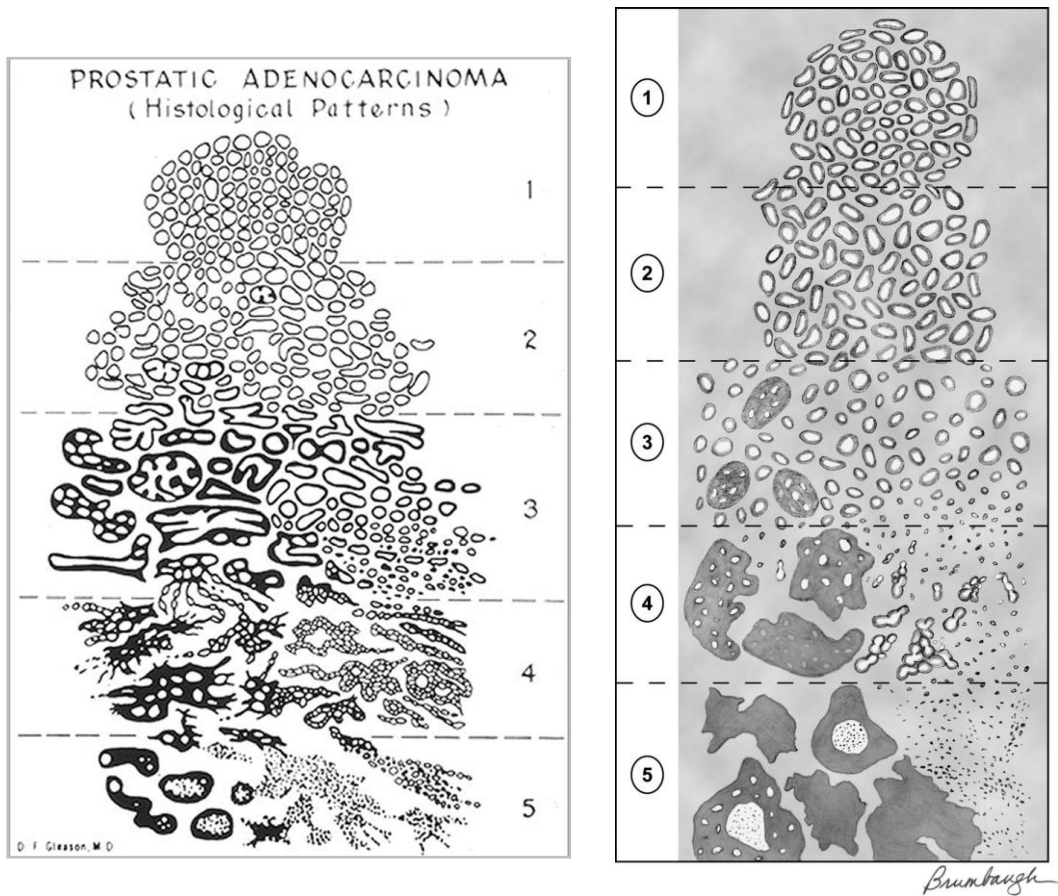 PROSTATIC ADENOCARCINOMA
( Histological Patterns )
1
2
3
4
5
D F Gleason, M D
1
2
3
4
5
Brumbaugh